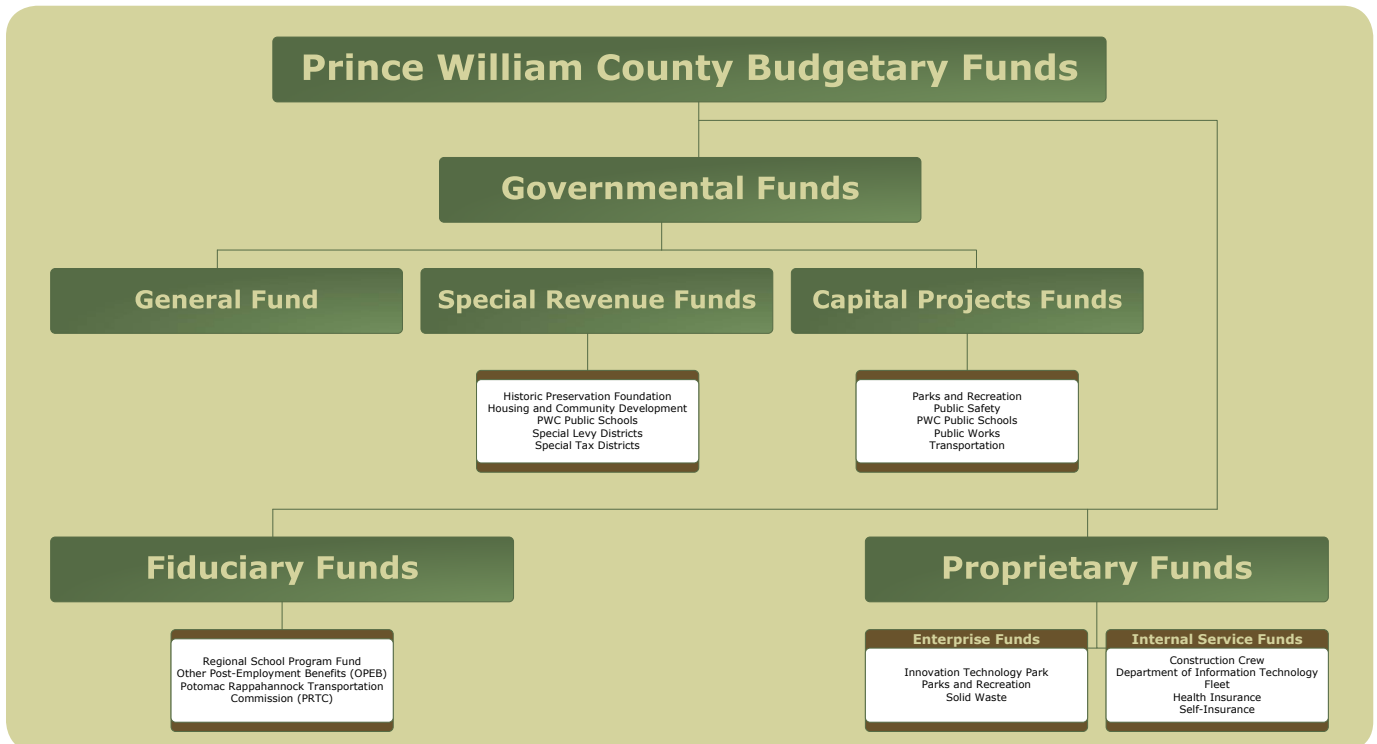 Prince William County Budgetary Funds
Governmental Funds
General Fund
Special Revenue Funds
Capital Projects Funds
Historic Preservation Foundation
Housing and Community Development
PWC Public Schools
Special Levy Districts
Special Tax Districts
Parks and Recreation
Public Safety
PWC Public Schools
Public Works
Transportation
Fiduciary Funds
Proprietary Funds
Regional School Program Fund
Other Post-Employment Benefits (OPEB)
Potomac Rappahannock Transportation
Commission (PRTC)
Enterprise Funds
Innovation Technology Park
Parks and Recreation
Solid Waste
Internal Service Funds
Construction Crew
Department of Information Technology
Fleet
Health Insurance
Self-Insurance